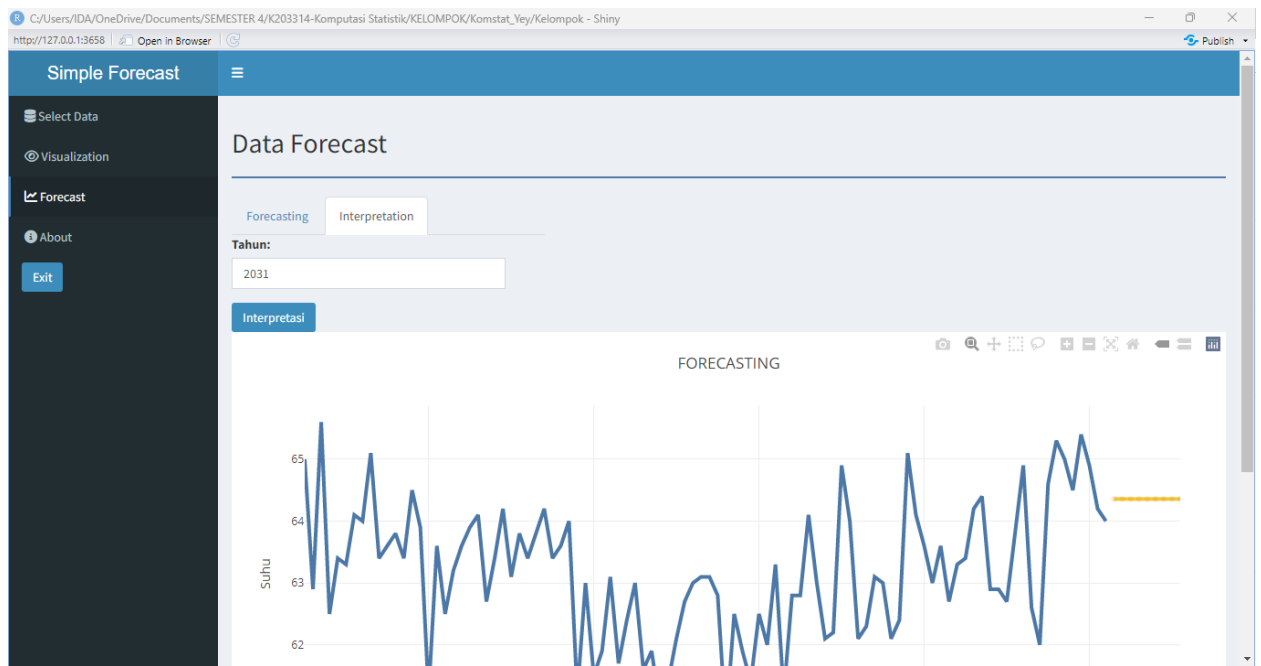 C:/Users/IDA/OneDrive/Documents/SEMESTER 4/K203314-Komputasi Statistik/KELOMPOK/Komstat_Yey/Kelompok - Shiny
http://127.0.0.1:3658 Open in Browser Publish
Simple Forecast
Select Data
Visualization
Forecast
About
Exit
Data Forecast
Forecasting Interpretation
Tahun:
2031
Interpretasi
FORECASTING
65
64
Suhu
63
62